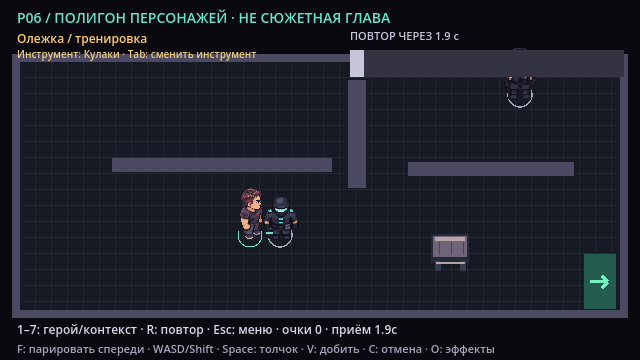 P06 / ПОЛИГОН ПЕРСОНАЖЕЙ · НЕ СЮЖЕТНАЯ ГЛАВА
Олежка / тренировка
ПОВТОР ЧЕРЕЗ 1.9 с
Инструмент: Кулаки · Tab: сменить инструмент
1–7: герой/контекст · R: повтор · Esc: меню · очки 0 · приём 1.9с
F: парировать спереди · WASD/Shift · Space: толчок · V: добить · C: отмена · O: эффекты